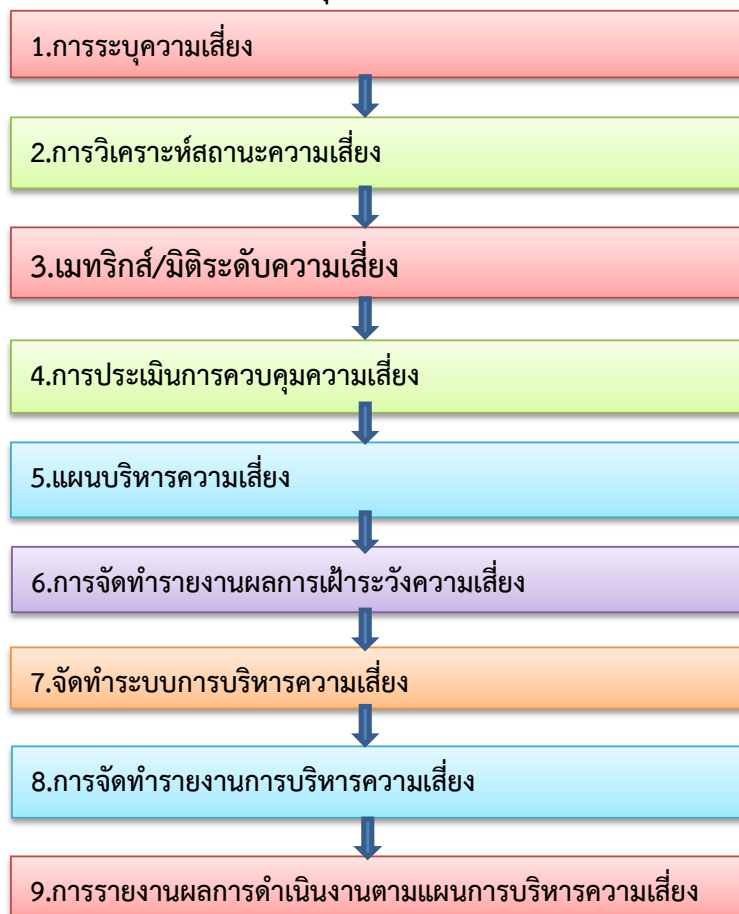 1.การระบุความเสี่ยง
2.การวิเคราะห์สถานะความเสี่ยง
3.เมทริกส์/มิติระดับความเสี่ยง
4.การประเมินการควบคุมความเสี่ยง
5.แผนบริหารความเสี่ยง
6.การจัดทำรายงานผลการเฝ้าระวังความเสี่ยง
7.จัดทำระบบการบริหารความเสี่ยง
8.การจัดทำรายงานการบริหารความเสี่ยง
9.การรายงานผลการดำเนินงานตามแผนการบริหารความเสี่ยง